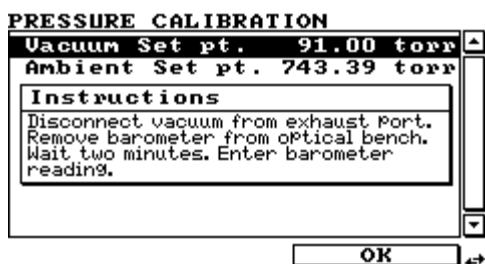 PRESSURE CALIBRATION
Vacuum Set pt. 91.00 torr
Ambient Set pt. 743.39 torr
Instructions
Disconnect vacuum from exhaust Port.
Remove barometer from optical bench.
Wait two minutes. Enter barometer
reading.
OK